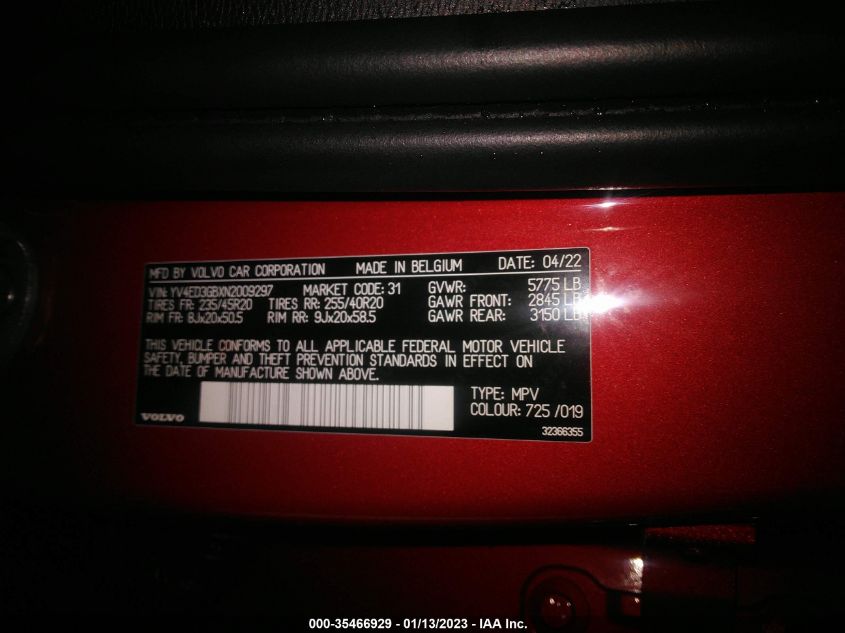 MFD BY VOLVO CAR CORPORATION MADE IN BELGIUM DATE: 04/22
VIN: YV4ED3GBXN2009297 MARKET CODE: 31 GVWR: 5775 LB
TIRES FR: 235/45R20 TIRES RR: 255/40R20 GAWR FRONT: 2845 LB
RIM FR: 8Jx20x50.5 RIM RR: 9Jx20x58.5 GAWR REAR: 3150 LB
THIS VEHICLE CONFORMS TO ALL APPLICABLE FEDERAL MOTOR VEHICLE
SAFETY, BUMPER AND THEFT PREVENTION STANDARDS IN EFFECT ON
THE DATE OF MANUFACTURE SHOWN ABOVE.
TYPE: MPV
COLOUR: 725 /019
VOLVO
32366355
000-35466929 - 01/13/2023 - IAA Inc.